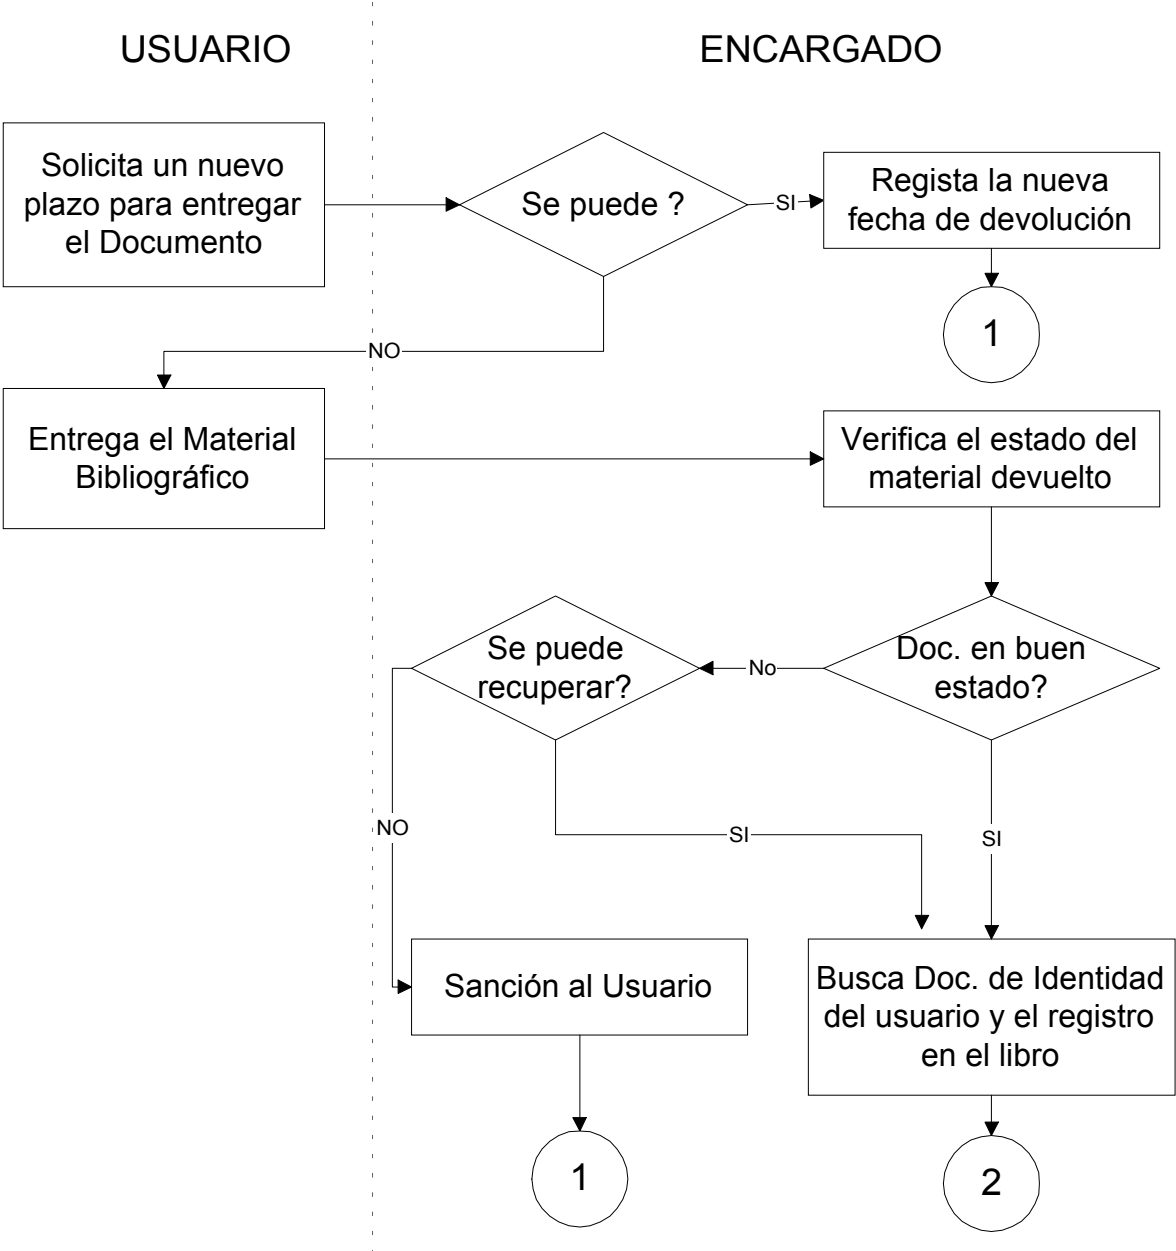 USUARIO
ENCARGADO
Solicita un nuevo
plazo para entregar
el Documento
Se puede ?
SI
Regista la nueva
fecha de devolución
1
NO
Entrega el Material
Bibliográfico
Verifica el estado del
material devuelto
Se puede
recuperar?
No
Doc. en buen
estado?
NO
SI
SI
Sanción al Usuario
Busca Doc. de Identidad
del usuario y el registro
en el libro
1
2